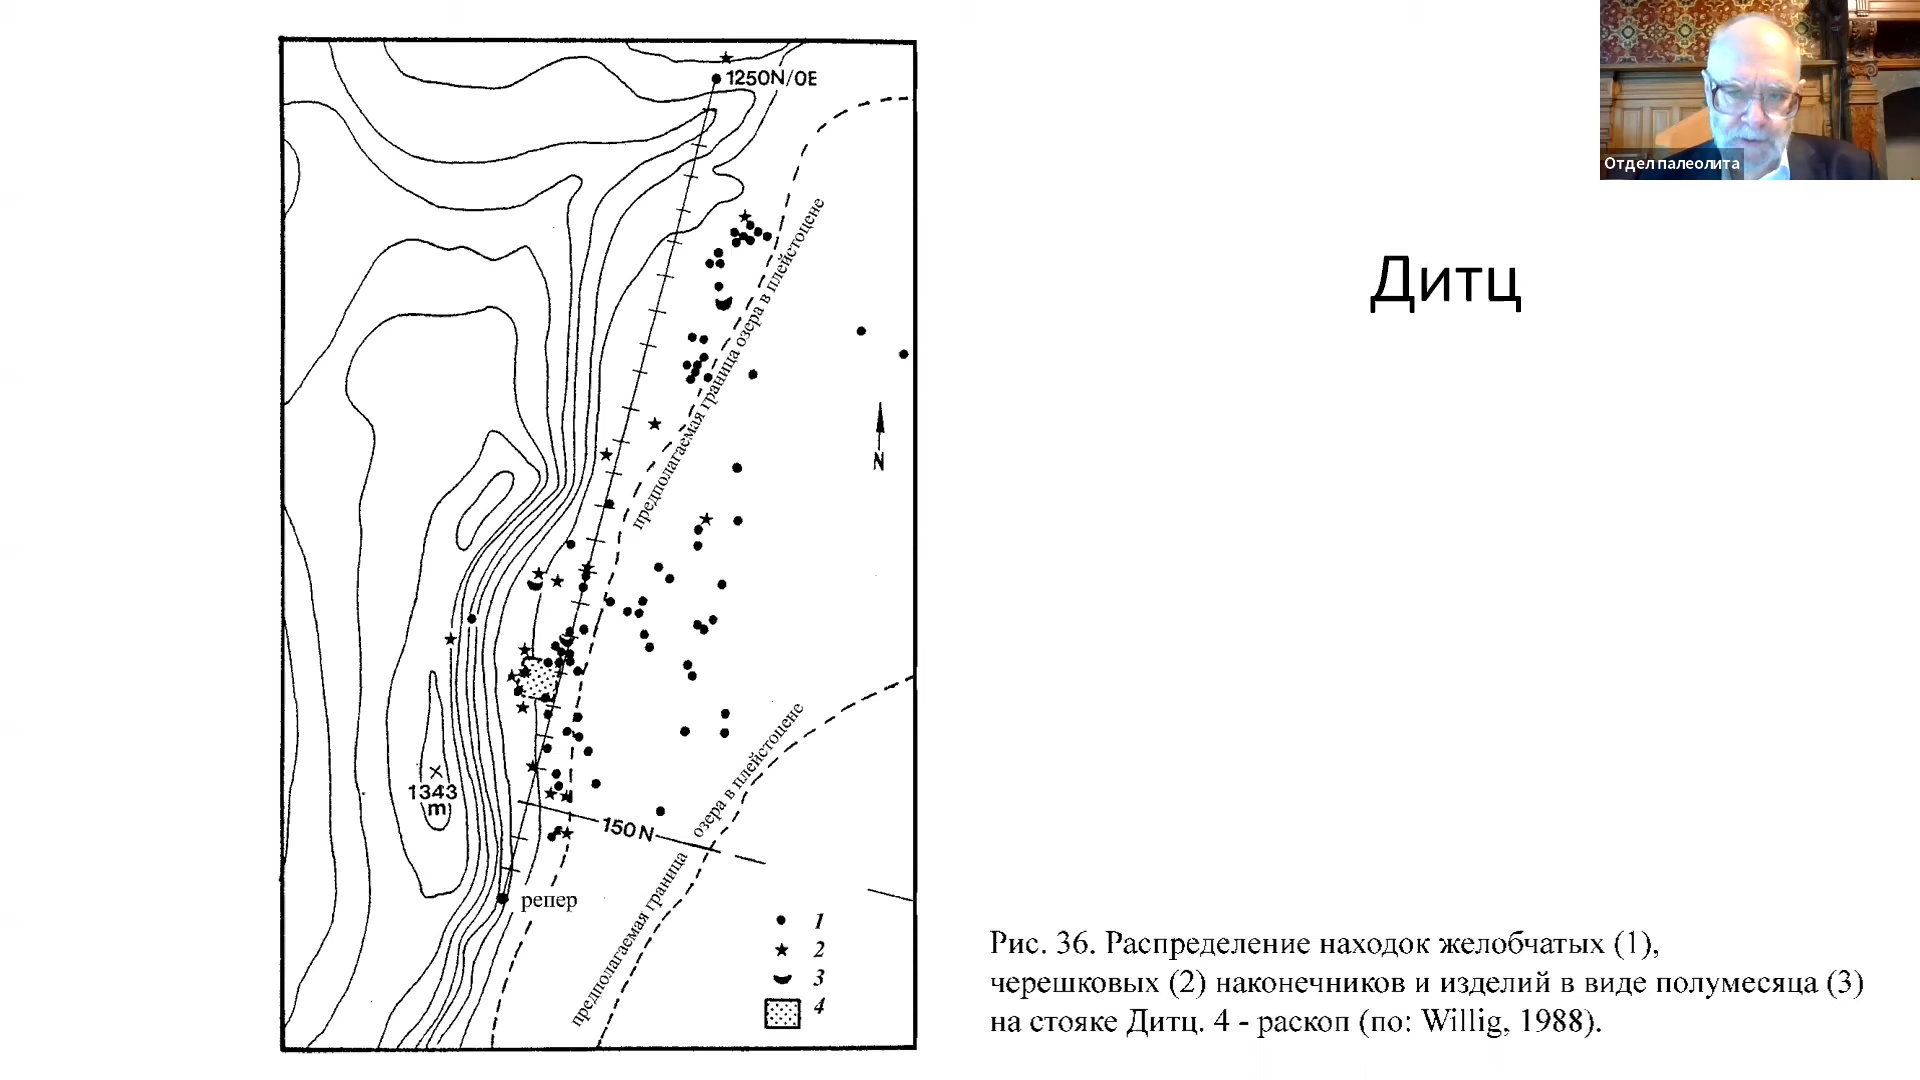 Отдел палеолита
Дитц
1250N/0E
предполагаемая граница озера в плейстоцене
N
1343
m
150N
предполагаемая граница озера в плейстоцене
репер
1
2
3
4
Рис. 36. Распределение находок желобчатых (1),
черешковых (2) наконечников и изделий в виде полумесяца (3)
на стояке Дитц. 4 - раскоп (по: Willig, 1988).